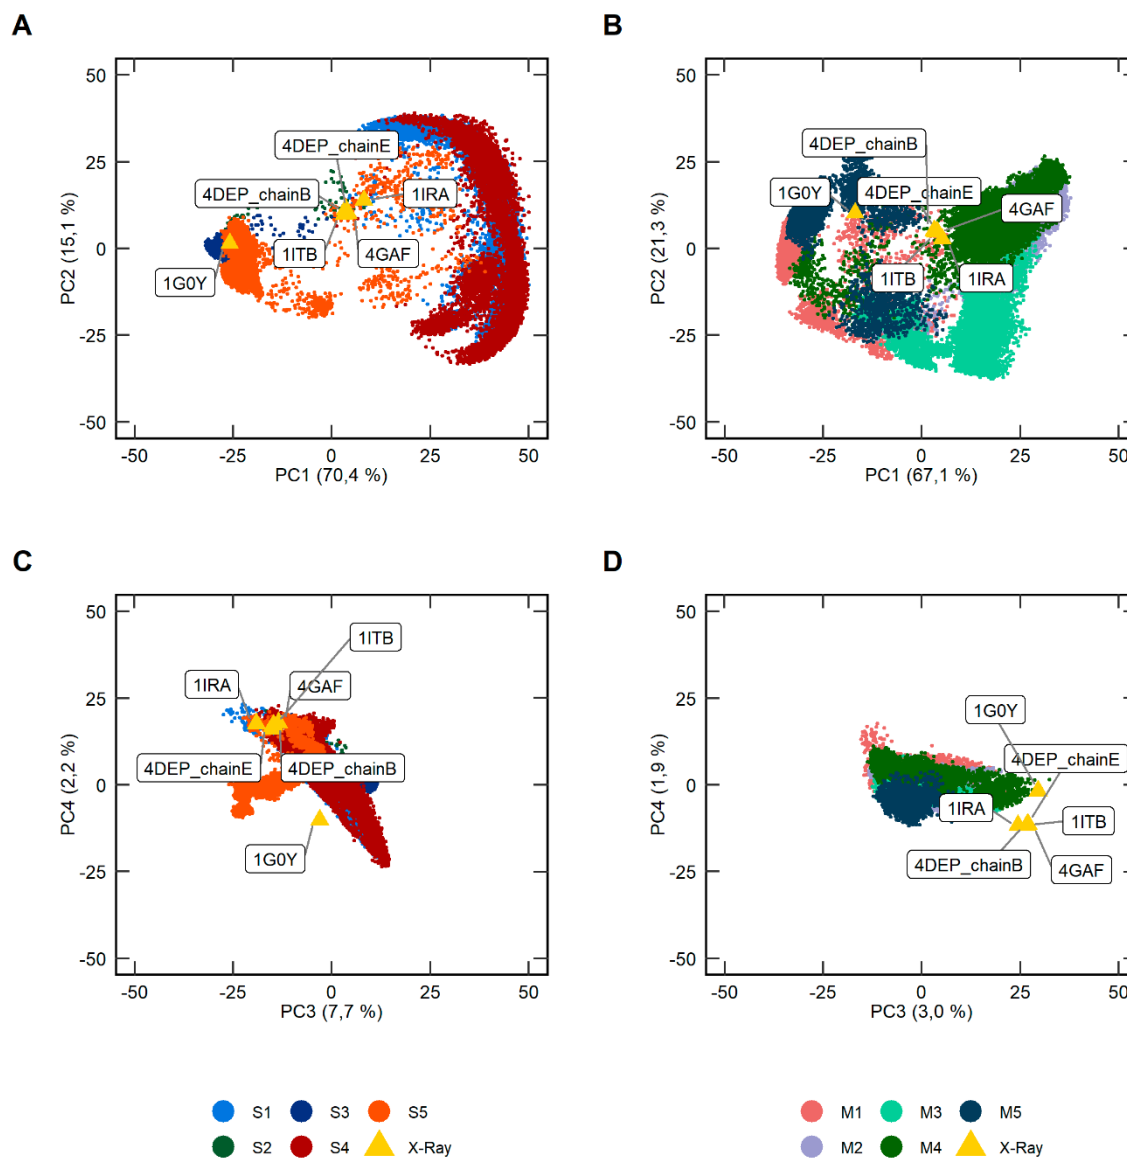 A
B
50
25
0
-25
-50
-50
-25
0
25
50
PC2 (15,1 %)
PC1 (70,4 %)
4DEP_chainE
4DEP_chainB
1IRA
1ITB
4GAF
1G0Y
50
25
0
-25
-50
-50
-25
0
25
50
PC2 (21,3 %)
PC1 (67,1 %)
4DEP_chainB
1G0Y
4DEP_chainE
4GAF
1ITB
1IRA
C
D
50
25
0
-25
-50
-50
-25
0
25
50
PC4 (2,2 %)
PC3 (7,7 %)
1ITB
1IRA
4GAF
4DEP_chainE
4DEP_chainB
1G0Y
50
25
0
-25
-50
-50
-25
0
25
50
PC4 (1,9 %)
PC3 (3,0 %)
1G0Y
4DEP_chainE
1IRA
1ITB
4DEP_chainB
4GAF
S1 S3 S5
S2 S4 X-Ray
M1 M3 M5
M2 M4 X-Ray